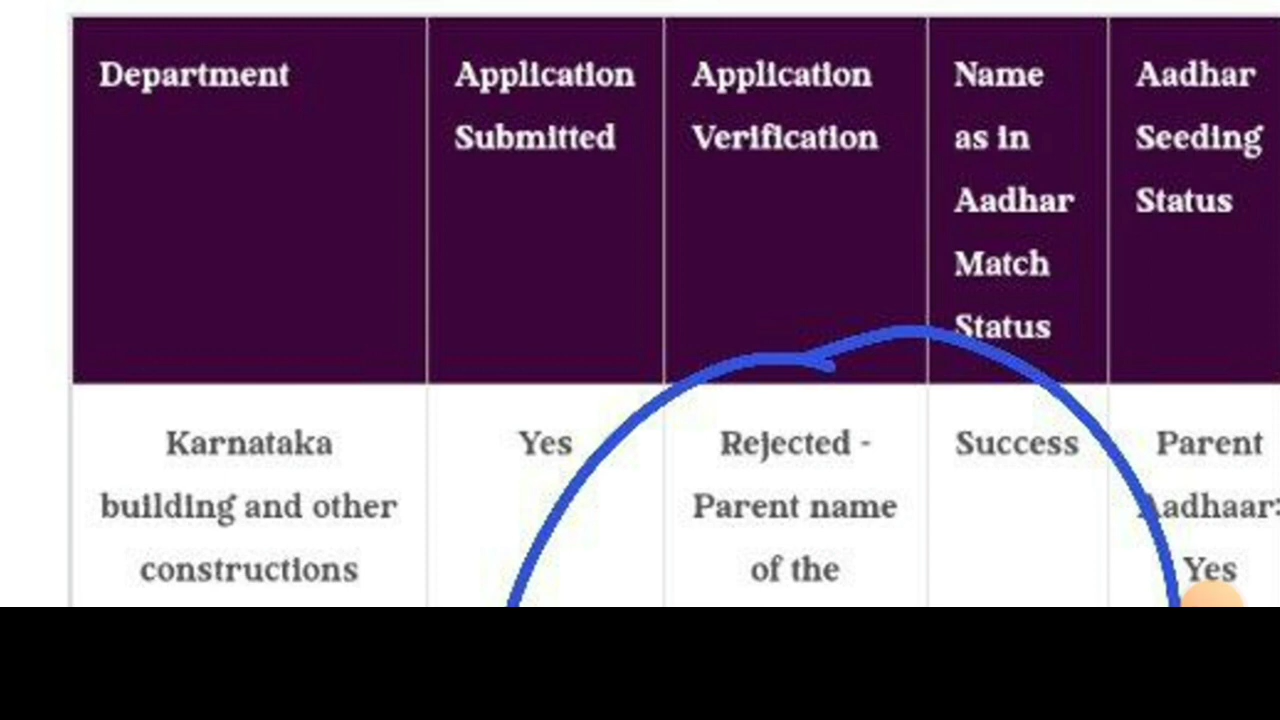 Department
Application
Submitted
Application
Verification
Name
as in
Aadhar
Match
Status
Aadhar
Seeding
Status
Karnataka
building and other
constructions
Yes
Rejected -
Parent name
of the
Success
Parent
Aadhaar:
Yes